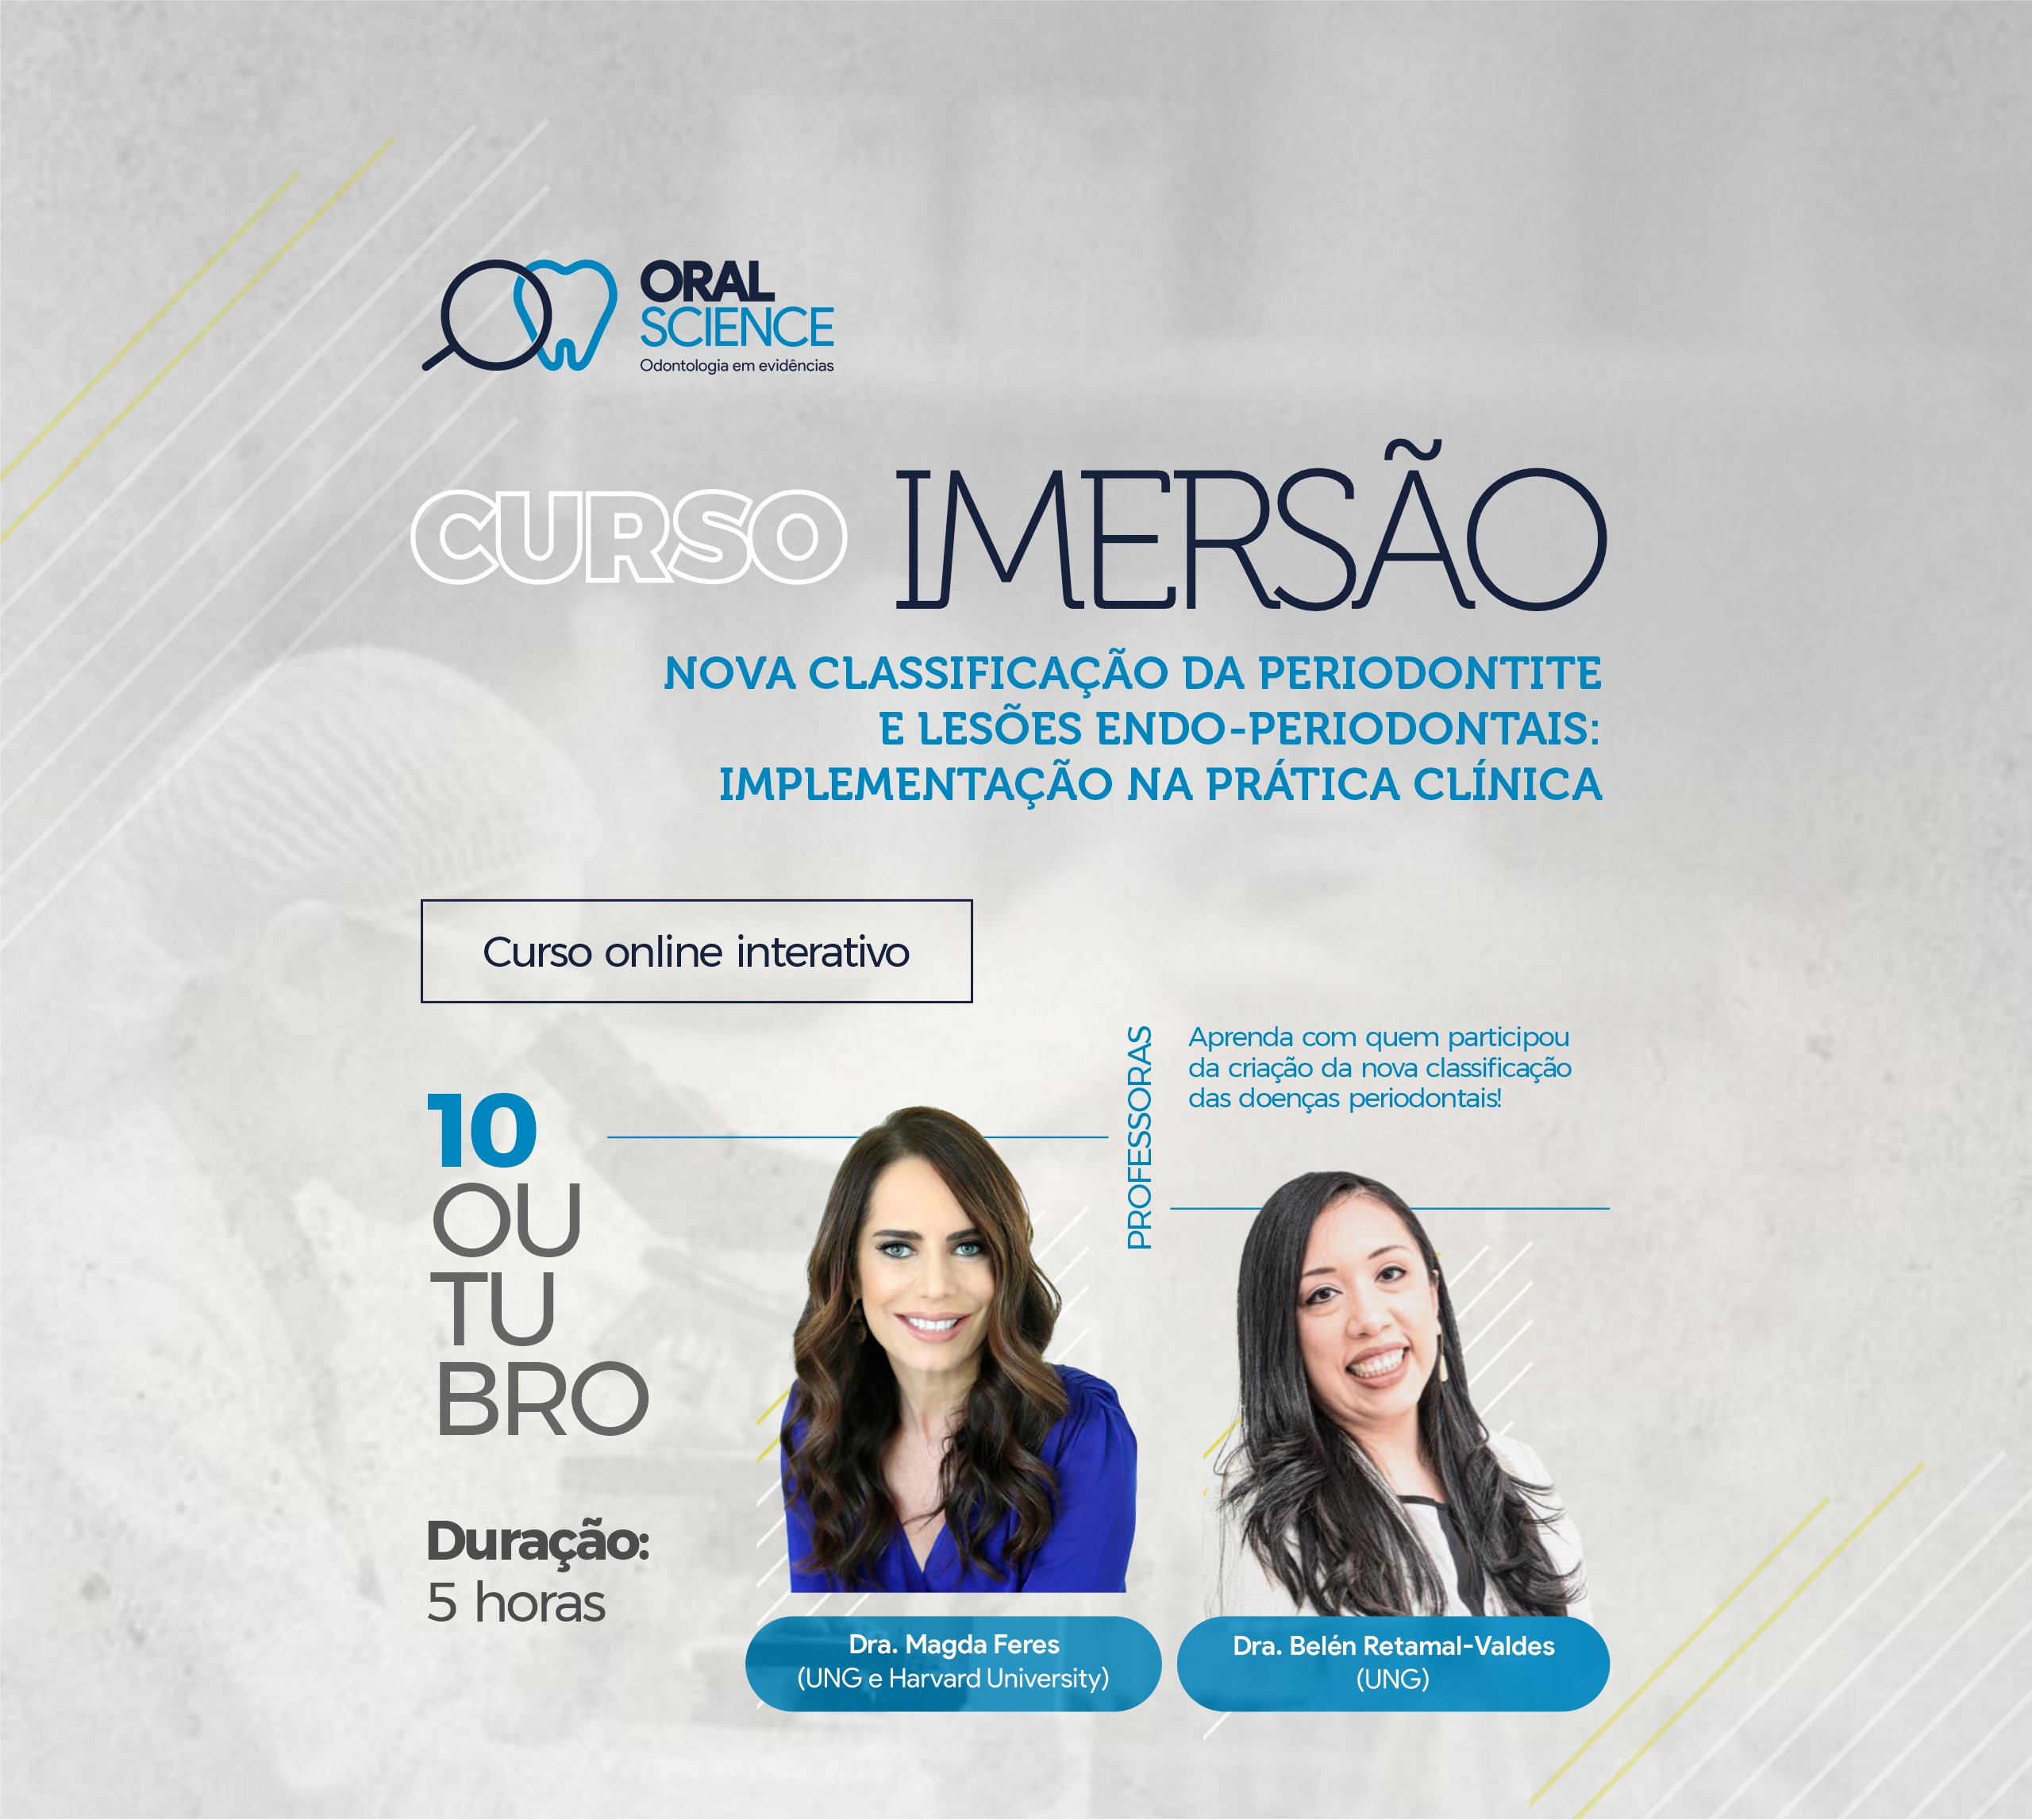 ORAL
SCIENCE
Odontologia em evidências
CURSO IMERSÃO
NOVA CLASSIFICAÇÃO DA PERIODONTITE
E LESÕES ENDO-PERIODONTAIS:
IMPLEMENTAÇÃO NA PRÁTICA CLÍNICA
Curso online interativo
PROFESSORAS
Aprenda com quem participou
da criação da nova classificação
das doenças periodontais!
10
OU
TU
BRO
Duração:
5 horas
Dra. Magda Feres
(UNG e Harvard University)
Dra. Belén Retamal-Valdes
(UNG)